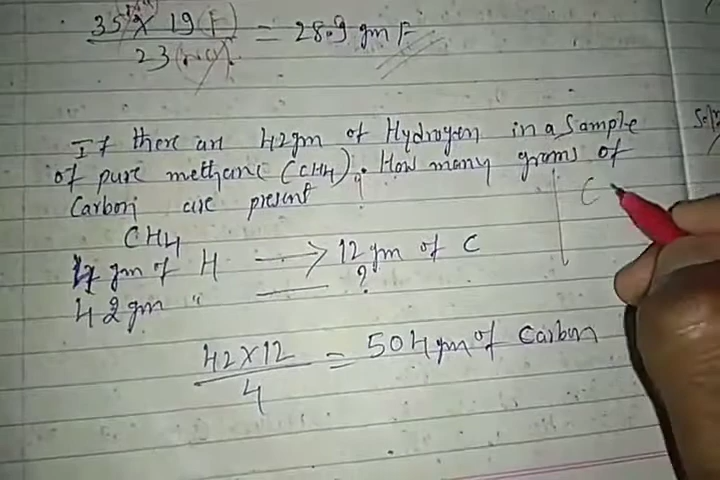 35 x 19 (F)
23 (Na) = 28.9 gm F
If there are 42gm of Hydrogen in a Sample
of pure methane (CH4). How many grams of
Carbon are present
CH4
4 gm of H → 12 gm of C
42 gm " — ?
42 x 12
4 = 504 gm of Carbon
C
Soln